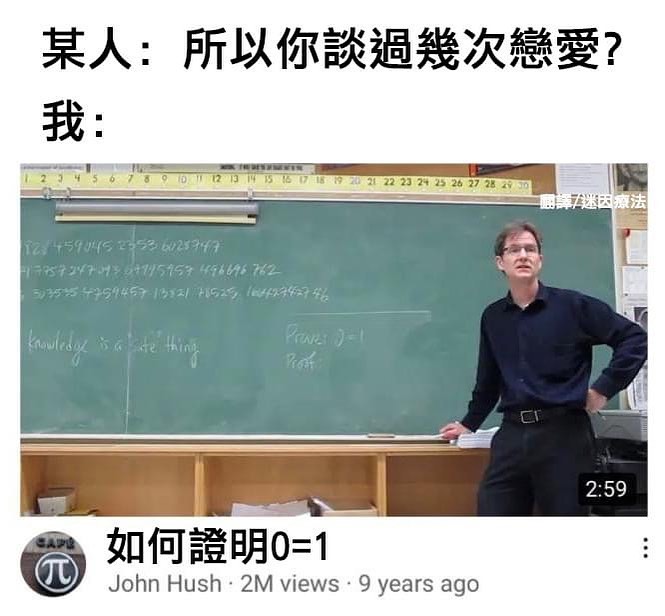 某人：所以你談過幾次戀愛？
我：
1 2 3 4 5 6 7 8 9 10 11 12 13 14 15 16 17 18 19 20 21 22 23 24 25 26 27 28 29 30
翻譯/迷因療法
knowledge is a safe thing
Prove: 0=1
Proof:
2:59
CAFE
π
如何證明0=1
John Hush · 2M views · 9 years ago